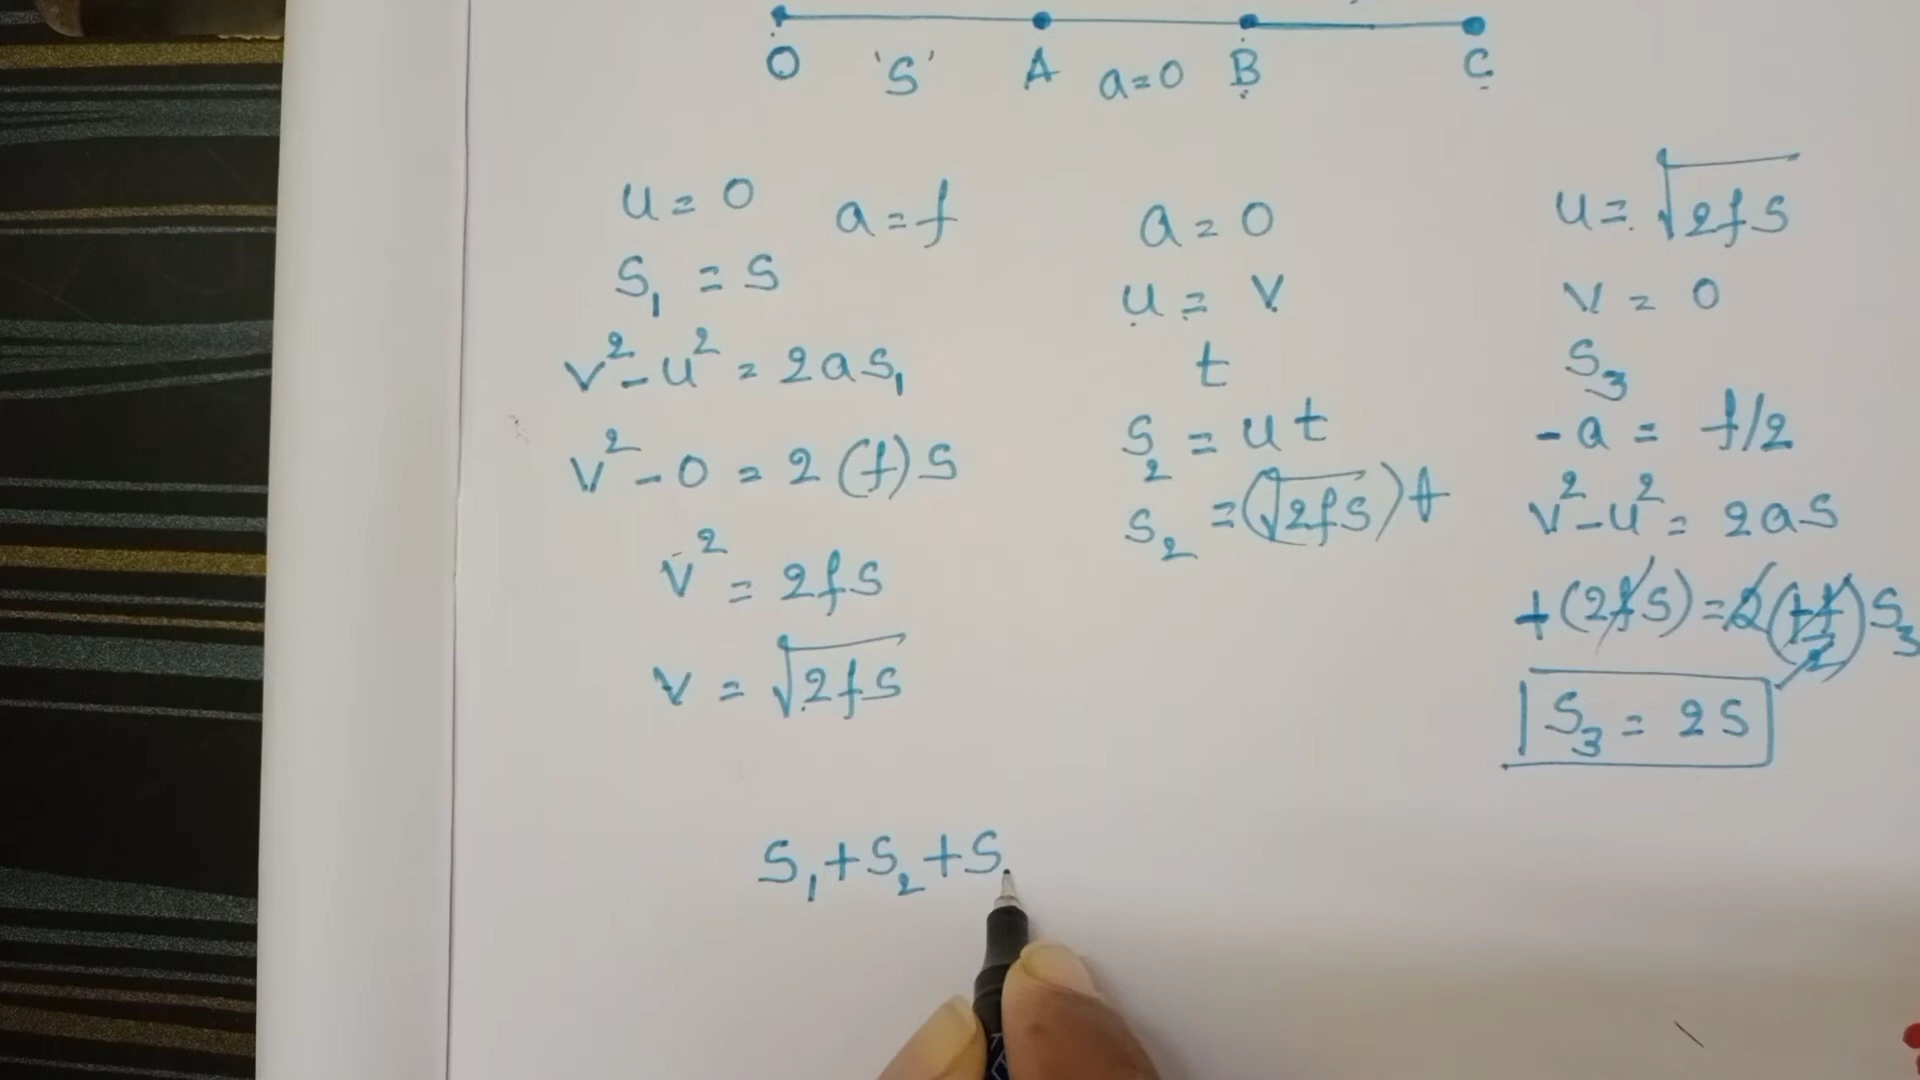 O 'S' A a=0 B C
u = 0 a = f
S₁ = S
v² - u² = 2as₁
v² - 0 = 2(f)S
v² = 2fs
v = √2fs
a = 0
u = v
t
S₂ = ut
S₂ = (√2fs)t
u = √2fs
v = 0
S₃
-a = f/2
v² - u² = 2as
+(2fS) = 2(+f/2)S₃
S₃ = 2S
S₁+S₂+S